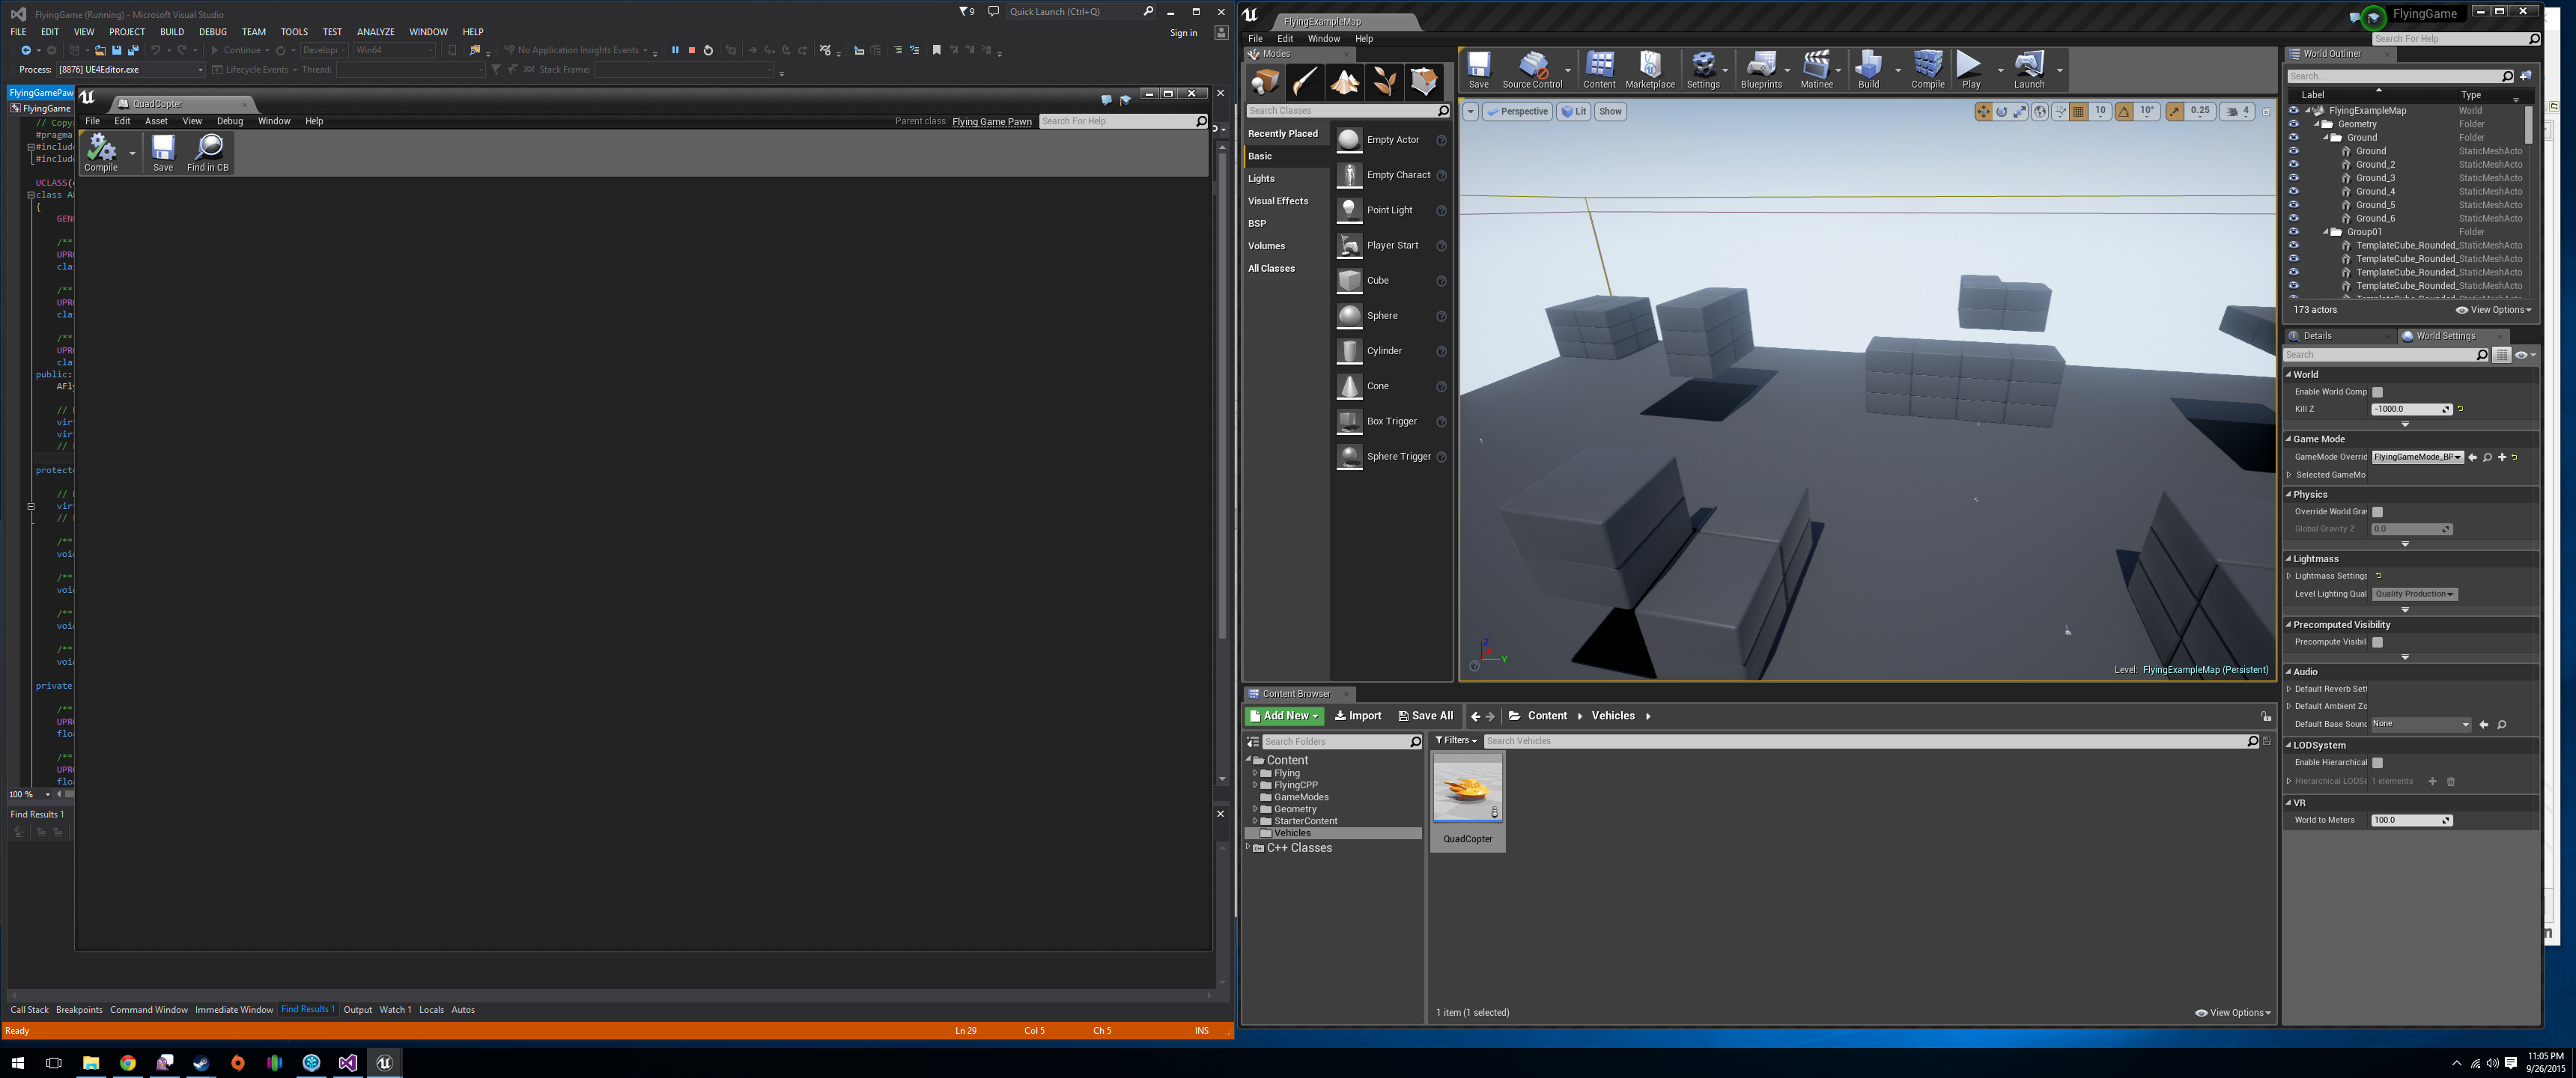 FlyingGame (Running) - Microsoft Visual Studio
9
Quick Launch (Ctrl+Q)
FILE EDIT VIEW PROJECT BUILD DEBUG TEAM TOOLS TEST ANALYZE WINDOW HELP
Sign in
Continue
Develop
Win64
No Application Insights Events
Process: [8876] UE4Editor.exe
Lifecycle Events
Thread:
Stack Frame:
FlyingGamePaw
FlyingGame
// Copy
#pragma
#includ
#includ
UCLASS(
class A
{
GEN
/**
UPR
clas
/**
UPR
clas
/**
UPR
clas
public:
AFl
//
virt
virt
//
protecte
//
virt
//
/**
voi
/**
voi
/**
voi
/**
voi
private
/**
UPR
floa
/**
UPR
floa
100 %
QuadCopter
File Edit Asset View Debug Window Help
Parent class: Flying Game Pawn
Search For Help
Compile
Save
Find in CB
Find Results 1
Call Stack Breakpoints Command Window Immediate Window Find Results 1 Output Watch 1 Locals Autos
Ready
Ln 29
Col 5
Ch 5
INS
FlyingExampleMap
FlyingGame
File Edit Window Help
Search For Help
Modes
Search Classes
Recently Placed
Basic
Lights
Visual Effects
BSP
Volumes
All Classes
Empty Actor
Empty Charact
Point Light
Player Start
Cube
Sphere
Cylinder
Cone
Box Trigger
Sphere Trigger
Save
Source Control
Content
Marketplace
Settings
Blueprints
Matinee
Build
Compile
Play
Launch
Perspective
Lit
Show
10
10°
0.25
4
Z
Y
Level: FlyingExampleMap (Persistent)
World Outliner
Search...
Label
Type
FlyingExampleMap World
Geometry Folder
Ground Folder
Ground StaticMeshActo
Ground_2 StaticMeshActo
Ground_3 StaticMeshActo
Ground_4 StaticMeshActo
Ground_5 StaticMeshActo
Ground_6 StaticMeshActo
Group01 Folder
TemplateCube_Rounded_ StaticMeshActo
TemplateCube_Rounded_ StaticMeshActo
TemplateCube_Rounded_ StaticMeshActo
TemplateCube_Rounded_ StaticMeshActo
173 actors
View Options
Details
World Settings
Search
World
Enable World Comp
Kill Z -1000.0
Game Mode
GameMode Overrid FlyingGameMode_BP
Selected GameMo
Physics
Override World Gra
Global Gravity Z 0.0
Lightmass
Lightmass Settings
Level Lighting Qual Quality Production
Precomputed Visibility
Precompute Visibil
Audio
Default Reverb Sett
Default Ambient Zo
Default Base Sound None
LODSystem
Enable Hierarchical
Hierarchical LODSe 1 elements
VR
World to Meters 100.0
Content Browser
Add New
Import
Save All
Content
Vehicles
Search Folders
Filters
Search Vehicles
Content
Flying
FlyingCPP
GameModes
Geometry
StarterContent
Vehicles
C++ Classes
QuadCopter
1 item (1 selected)
View Options
11:05 PM
9/26/2015